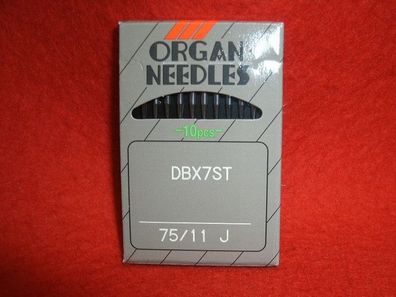 ORGAN
NEEDLES
-10pcs-
DBX7ST
75/11 J